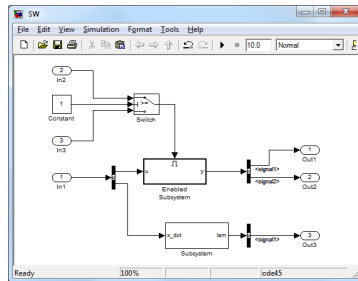 SW
File Edit View Simulation Format Tools Help
10.0 Normal
2
In2
1
Constant
>=
Switch
3
In3
1
In1
u
y
Enabled
Subsystem
<signal1>
1
Out1
<signal2>
2
Out2
x_dot
lam
Subsystem
<signal1>
3
Out3
Ready 100% ode45